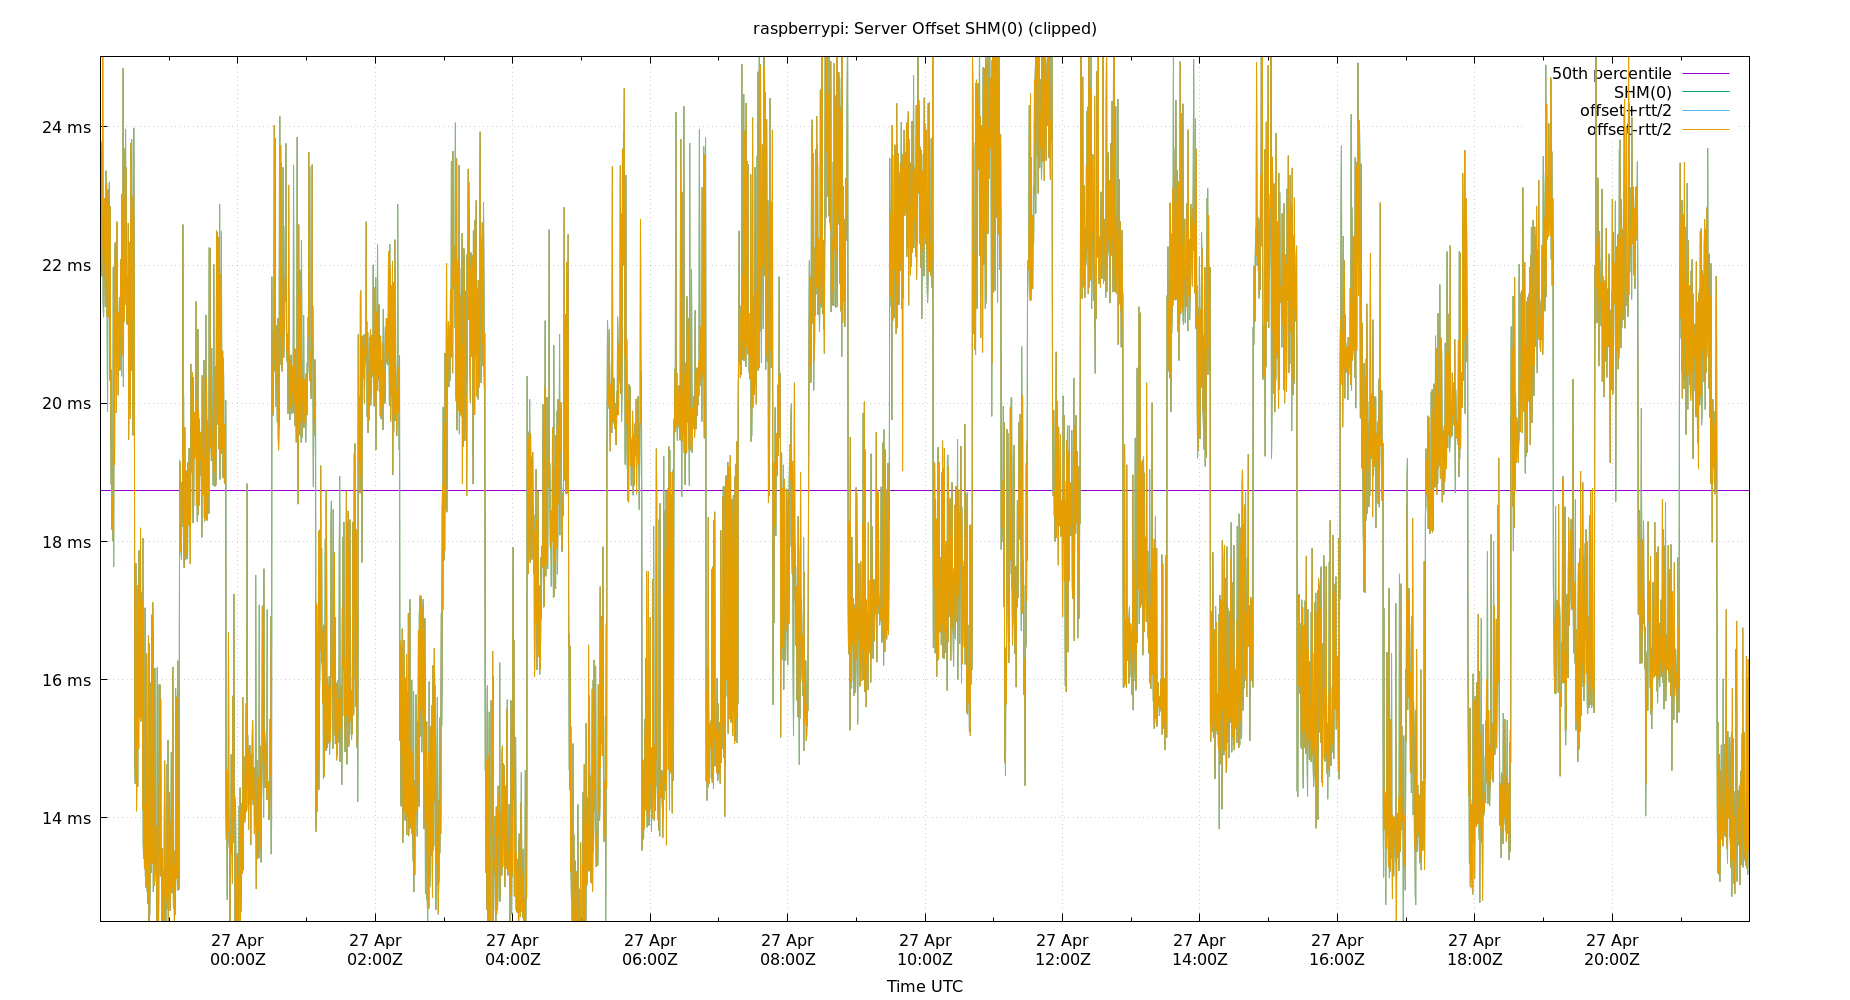 raspberrypi: Server Offset SHM(0) (clipped)
50th percentile
SHM(0)
offset+rtt/2
offset-rtt/2
24 ms
22 ms
20 ms
18 ms
16 ms
14 ms
27 Apr 27 Apr 27 Apr 27 Apr 27 Apr 27 Apr 27 Apr 27 Apr 27 Apr 27 Apr 27 Apr
00:00Z 02:00Z 04:00Z 06:00Z 08:00Z 10:00Z 12:00Z 14:00Z 16:00Z 18:00Z 20:00Z
Time UTC